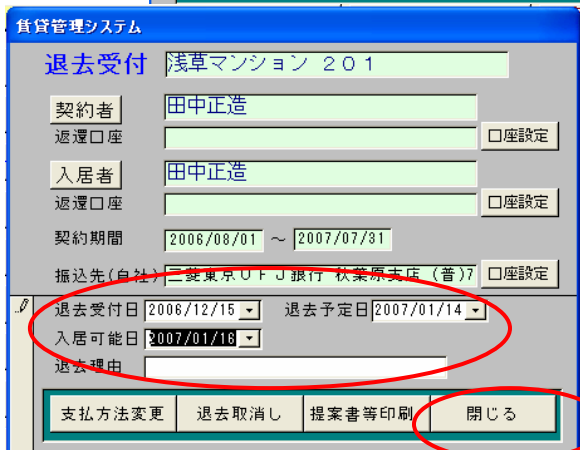 賃貸管理システム
退去受付 浅草マンション 201
契約者 田中正造
返還口座 口座設定
入居者 田中正造
返還口座 口座設定
契約期間 2006/08/01 ~ 2007/07/31
振込先(自社) 三菱東京UFJ銀行 秋葉原支店 (普)7 口座設定
退去受付日 2006/12/15 退去予定日 2007/01/14
入居可能日 2007/01/16
退去理由
支払方法変更 退去取消し 提案書等印刷 閉じる